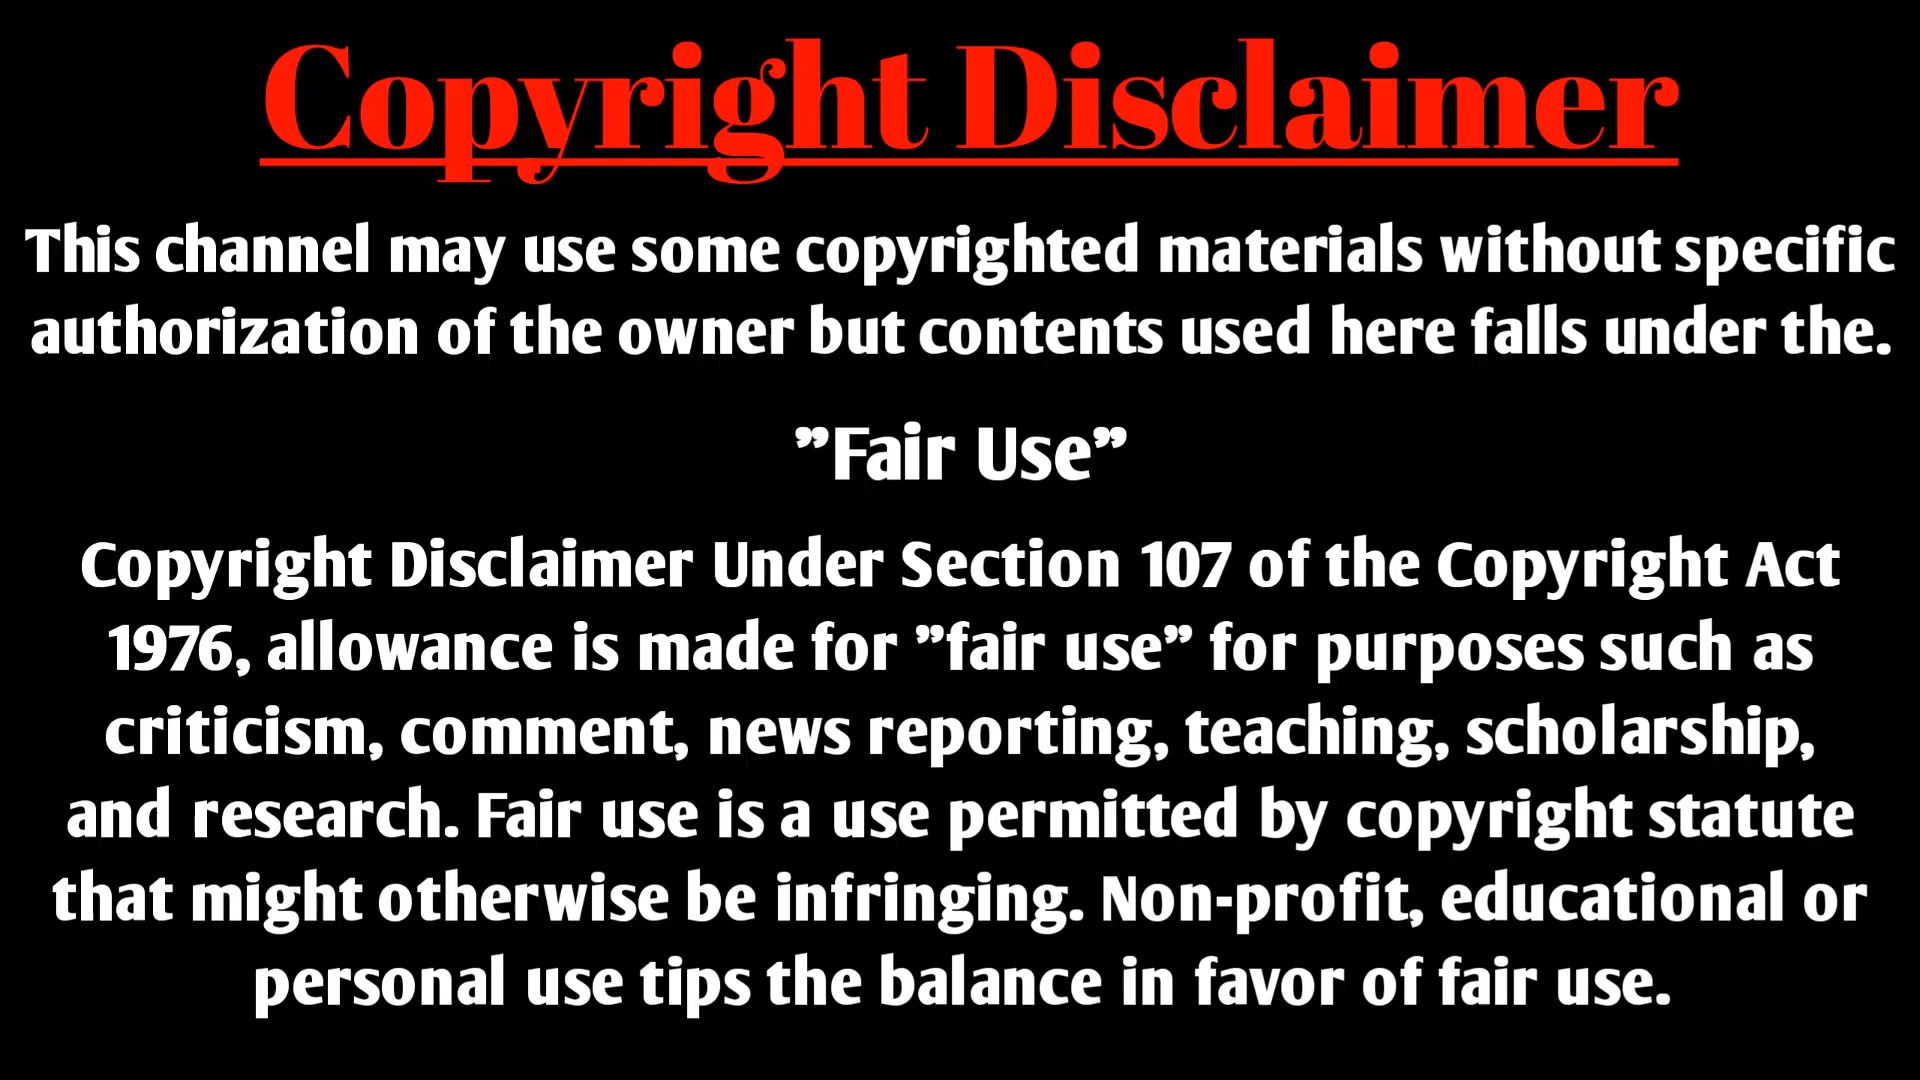 Copyright Disclaimer
This channel may use some copyrighted materials without specific
authorization of the owner but contents used here falls under the.
”Fair Use”
Copyright Disclaimer Under Section 107 of the Copyright Act
1976, allowance is made for ”fair use” for purposes such as
criticism, comment, news reporting, teaching, scholarship,
and research. Fair use is a use permitted by copyright statute
that might otherwise be infringing. Non-profit, educational or
personal use tips the balance in favor of fair use.